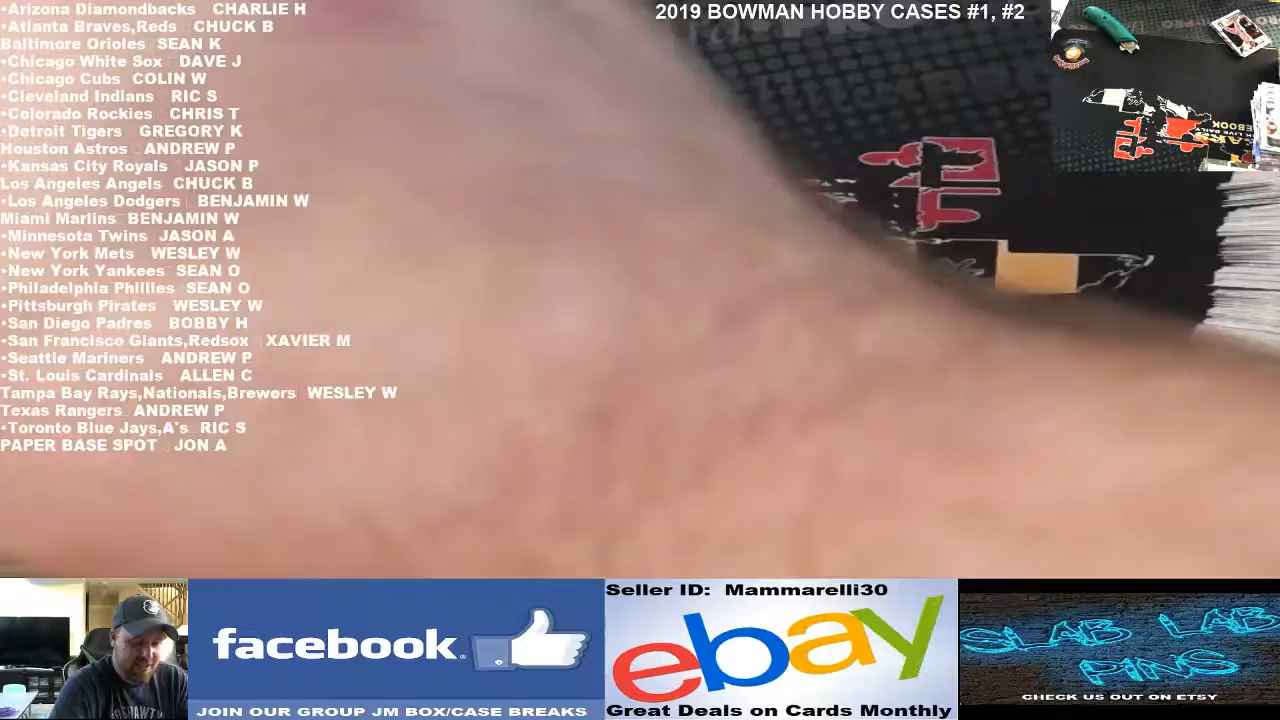 •Arizona Diamondbacks CHARLIE H
•Atlanta Braves,Reds CHUCK B
Baltimore Orioles SEAN K
•Chicago White Sox DAVE J
•Chicago Cubs COLIN W
•Cleveland Indians RIC S
•Colorado Rockies CHRIS T
•Detroit Tigers GREGORY K
Houston Astros ANDREW P
•Kansas City Royals JASON P
Los Angeles Angels CHUCK B
•Los Angeles Dodgers BENJAMIN W
Miami Marlins BENJAMIN W
•Minnesota Twins JASON A
•New York Mets WESLEY W
•New York Yankees SEAN O
•Philadelphia Phillies SEAN O
•Pittsburgh Pirates WESLEY W
•San Diego Padres BOBBY H
•San Francisco Giants,Redsox XAVIER M
•Seattle Mariners ANDREW P
•St. Louis Cardinals ALLEN C
Tampa Bay Rays,Nationals,Brewers WESLEY W
Texas Rangers ANDREW P
•Toronto Blue Jays,A's RIC S
PAPER BASE SPOT JON A
2019 BOWMAN HOBBY CASES #1, #2
facebook.
JOIN OUR GROUP JM BOX/CASE BREAKS
Seller ID: Mammarelli30
ebay
Great Deals on Cards Monthly
SLAB LAB
PINS
CHECK US OUT ON ETSY